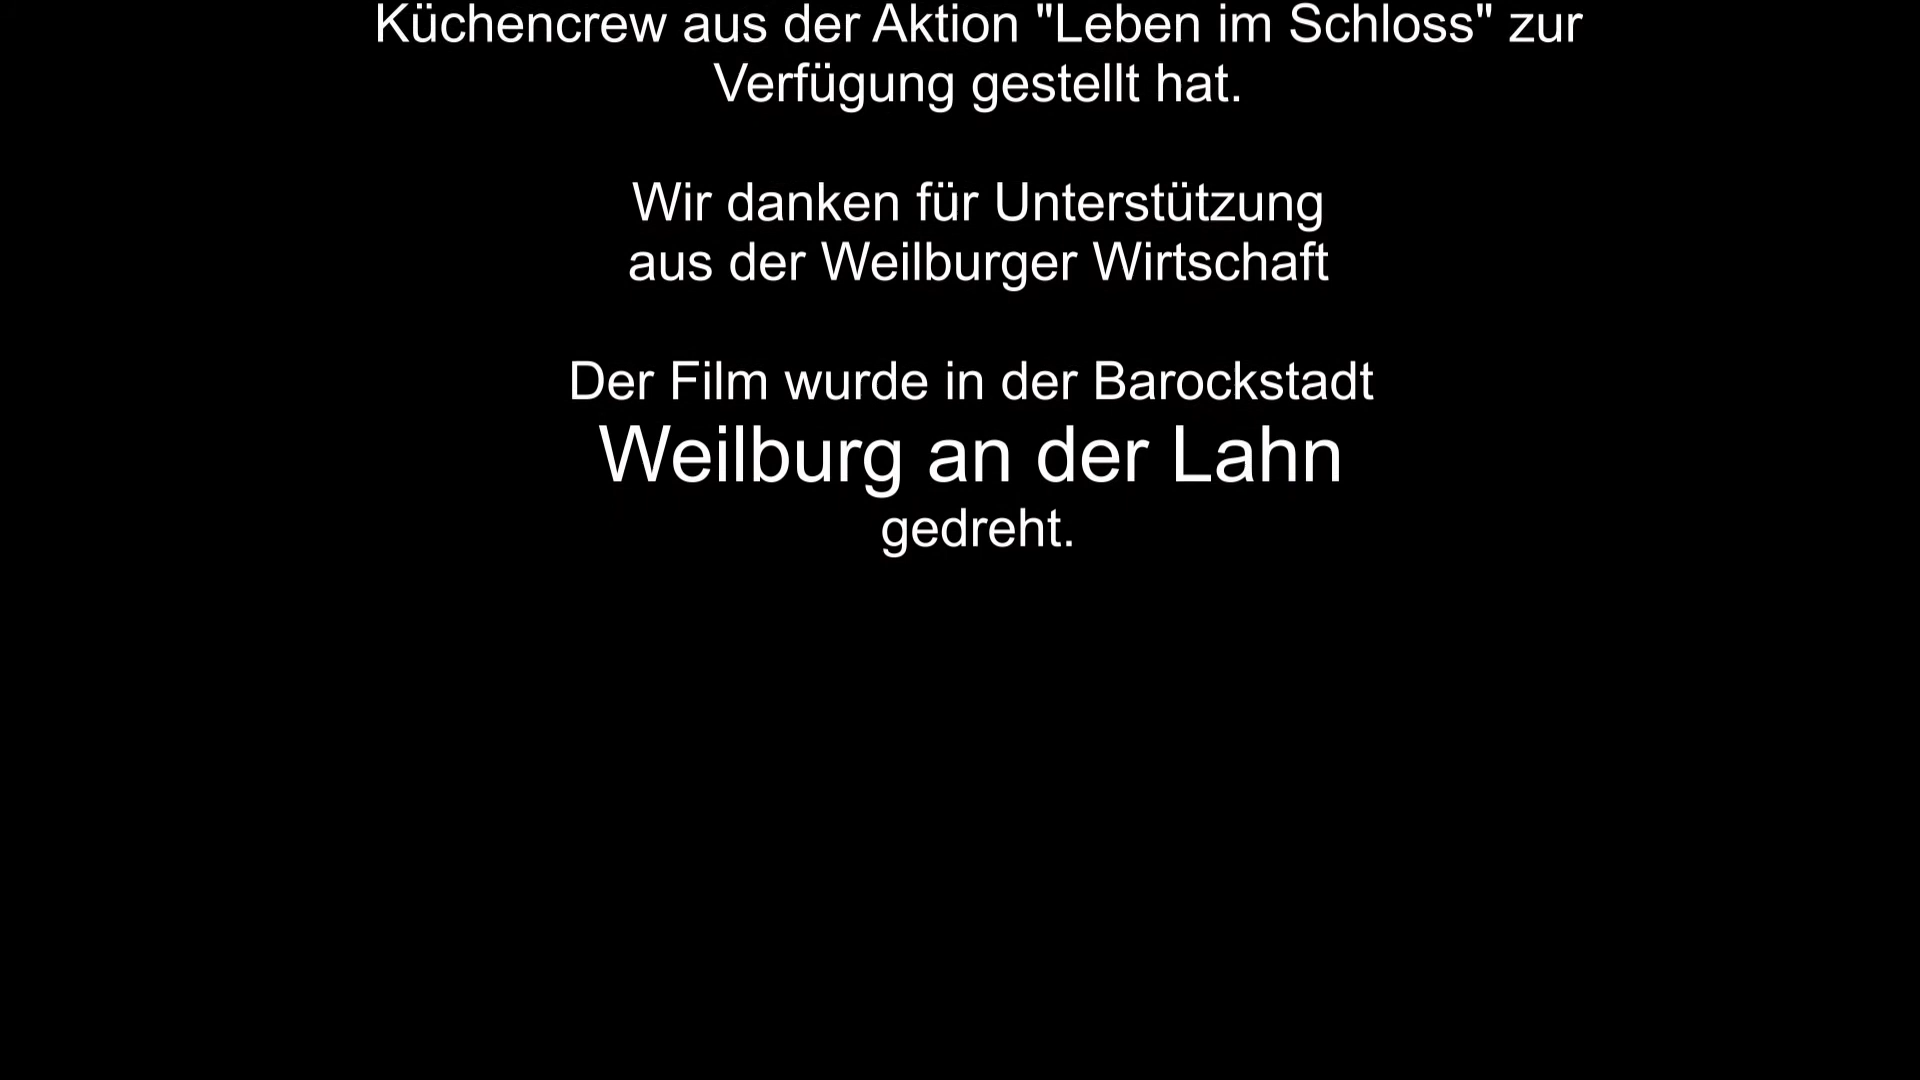 Küchencrew aus der Aktion "Leben im Schloss" zur
Verfügung gestellt hat.
Wir danken für Unterstützung
aus der Weilburger Wirtschaft
Der Film wurde in der Barockstadt
Weilburg an der Lahn
gedreht.